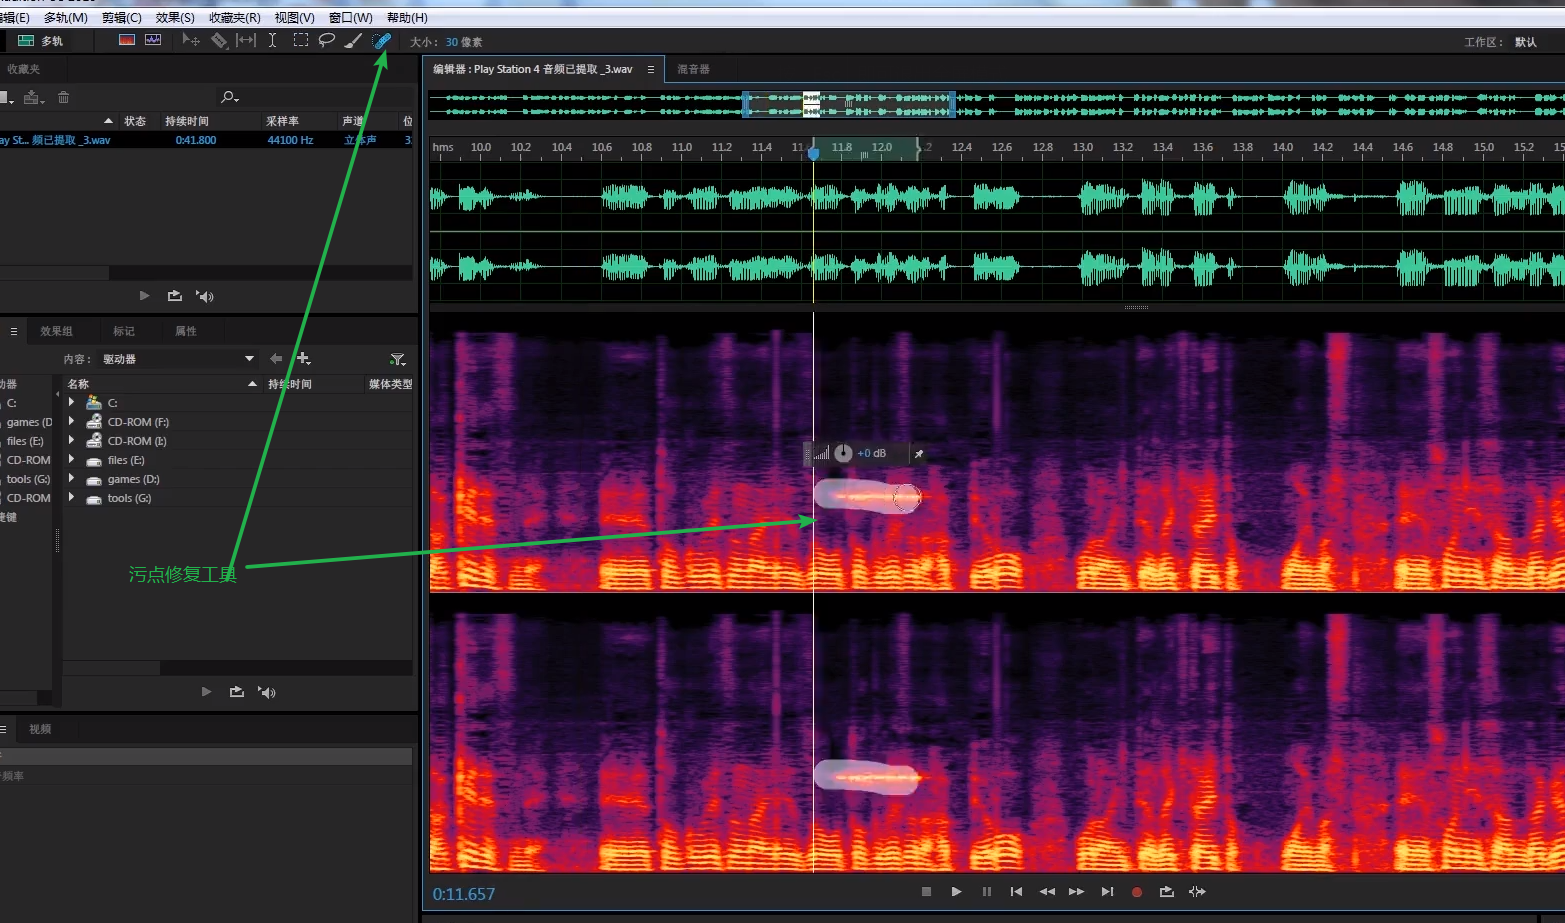 编辑(E) 多轨(M) 剪辑(C) 效果(S) 收藏夹(R) 视图(V) 窗口(W) 帮助(H)
多轨 大小: 30 像素 工作区: 默认
收藏夹
状态 持续时间 采样率 声道 位
ay St... 频已提取 _3.wav 0:41.800 44100 Hz 立体声 3
效果组 标记 属性
内容: 驱动器
动器 名称 持续时间 媒体类型
C: C:
games (D CD-ROM (F:)
files (E:) CD-ROM (I:)
CD-ROM files (E:)
tools (G:) games (D:)
CD-ROM tools (G:)
捷键
污点修复工具
视频
频率
编辑器: Play Station 4 音频已提取 _3.wav 混音器
hms 10.0 10.2 10.4 10.6 10.8 11.0 11.2 11.4 11.6 11.8 12.0 .2 12.4 12.6 12.8 13.0 13.2 13.4 13.6 13.8 14.0 14.2 14.4 14.6 14.8 15.0 15.2 15
+0 dB
0:11.657